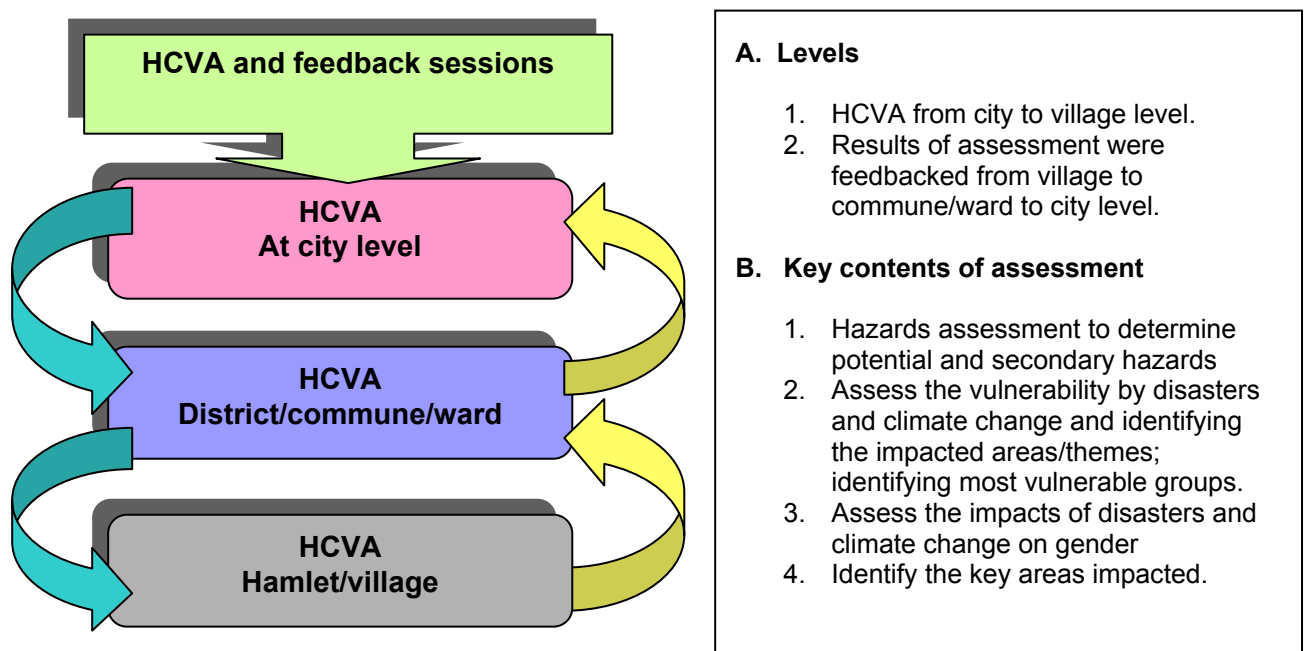 HCVA and feedback sessions
HCVA
At city level
HCVA
District/commune/ward
HCVA
Hamlet/village
A. Levels
1. HCVA from city to village level.
2. Results of assessment were
feedbacked from village to
commune/ward to city level.
B. Key contents of assessment
1. Hazards assessment to determine
potential and secondary hazards
2. Assess the vulnerability by disasters
and climate change and identifying
the impacted areas/themes;
identifying most vulnerable groups.
3. Assess the impacts of disasters and
climate change on gender
4. Identify the key areas impacted.